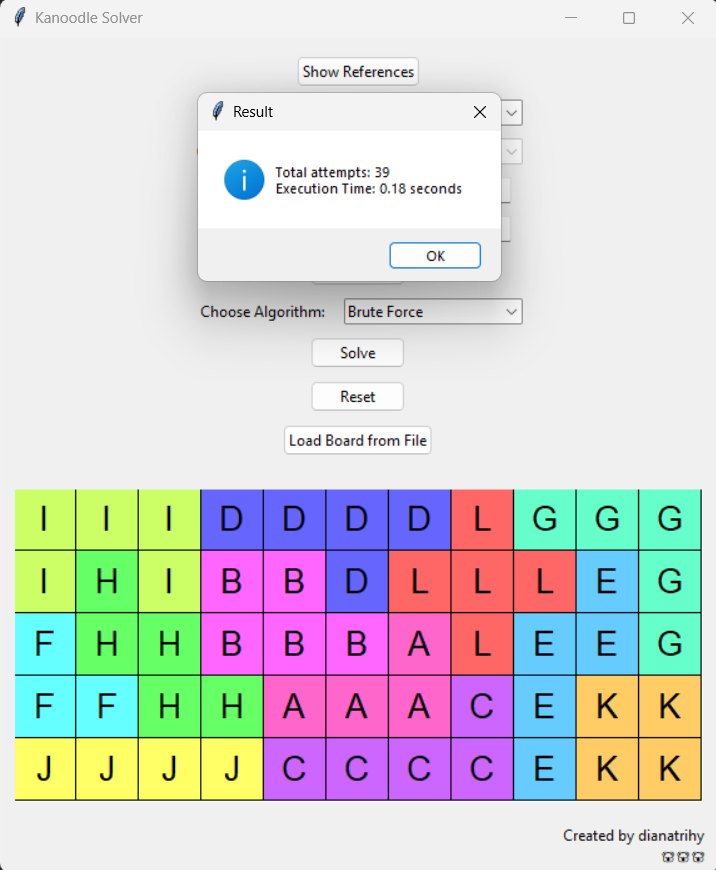 Kanoodle Solver
Show References
Result
Total attempts: 39
Execution Time: 0.18 seconds
OK
Choose Algorithm: Brute Force
Solve
Reset
Load Board from File
I I I D D D D L G G G
I H I B B D L L L E G
F H H B B B A L E E G
F F H H A A A C E K K
J J J J C C C C E K K
Created by dianatrihy